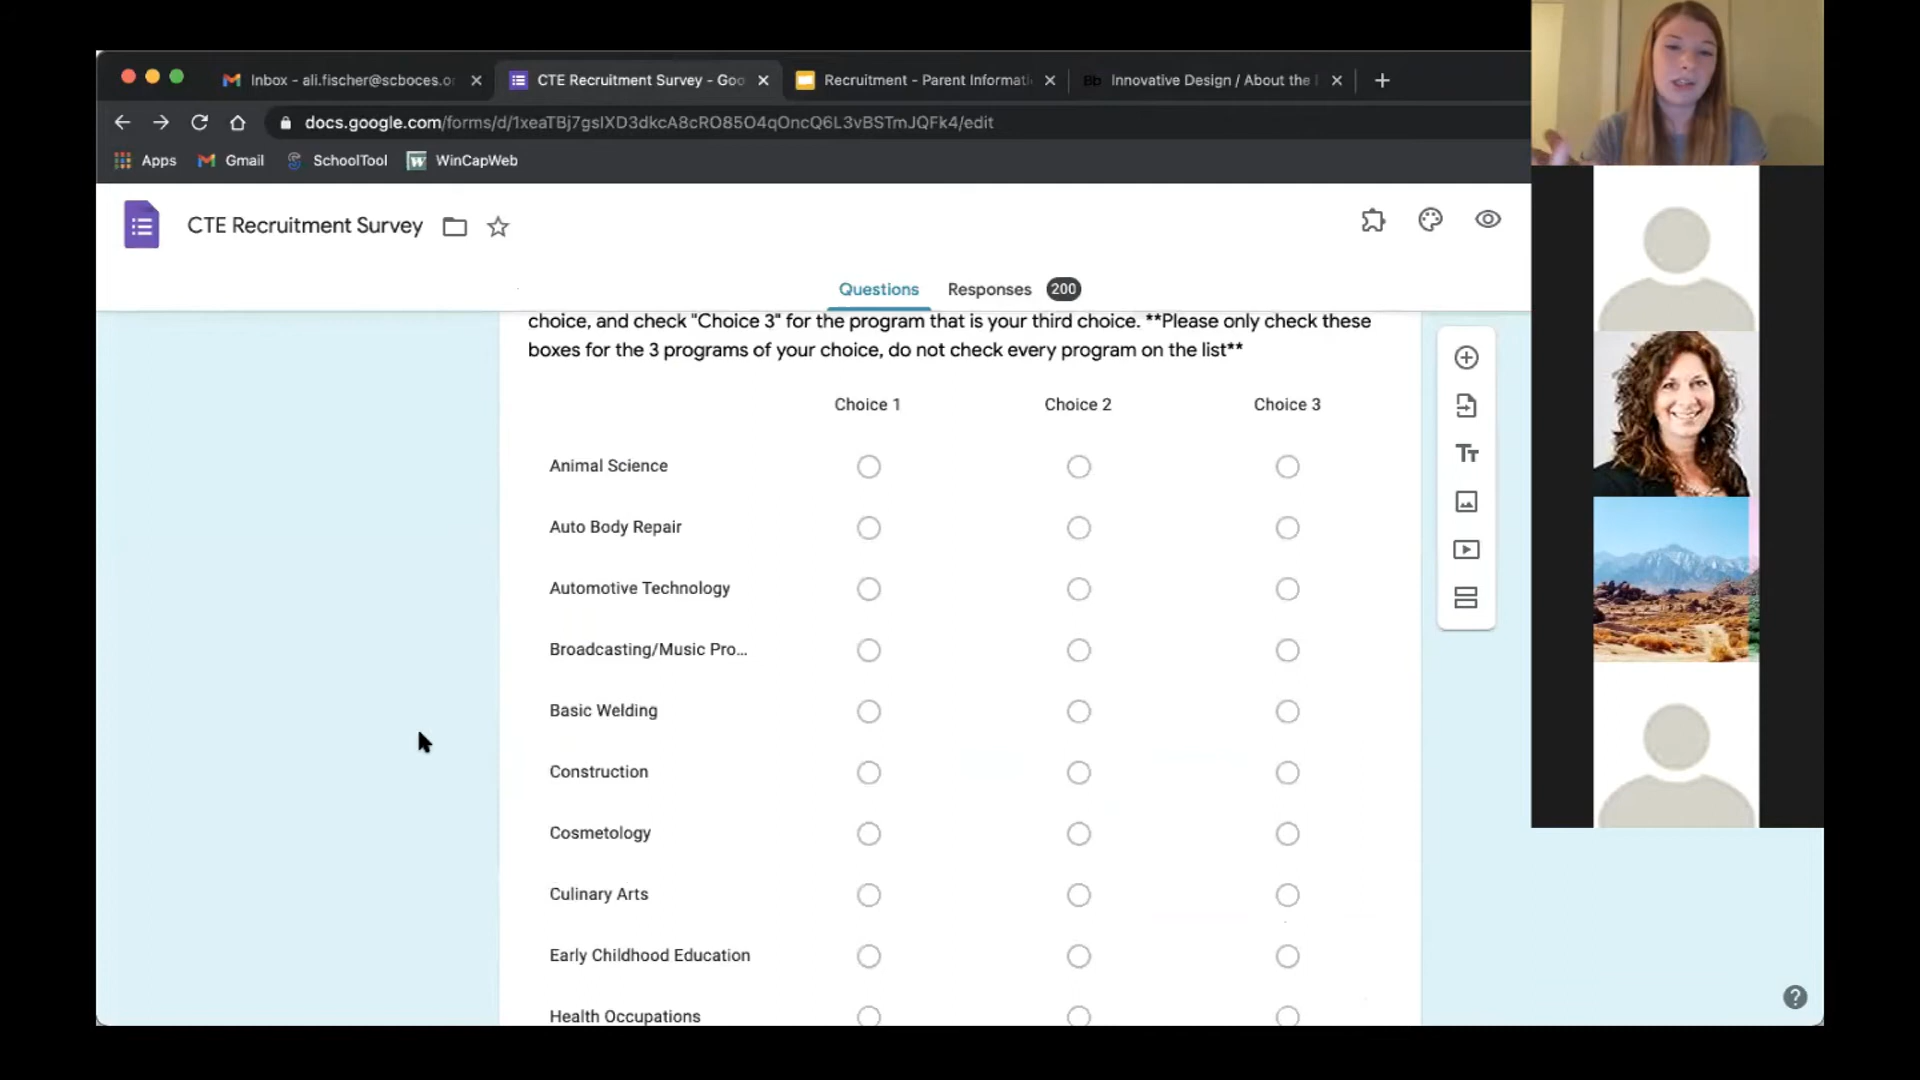 Inbox - ali.fischer@scboces.o
CTE Recruitment Survey - Goo
Recruitment - Parent Informati
Bb Innovative Design / About the
docs.google.com/forms/d/1xeaTBj7gsIXD3dkcA8cRO85O4qOncQ6L3vBSTmJQFk4/edit
Apps Gmail SchoolTool WinCapWeb
CTE Recruitment Survey
Questions Responses 200
choice, and check "Choice 3" for the program that is your third choice. **Please only check these
boxes for the 3 programs of your choice, do not check every program on the list**
Choice 1 Choice 2 Choice 3
Animal Science
Auto Body Repair
Automotive Technology
Broadcasting/Music Pro...
Basic Welding
Construction
Cosmetology
Culinary Arts
Early Childhood Education
Health Occupations